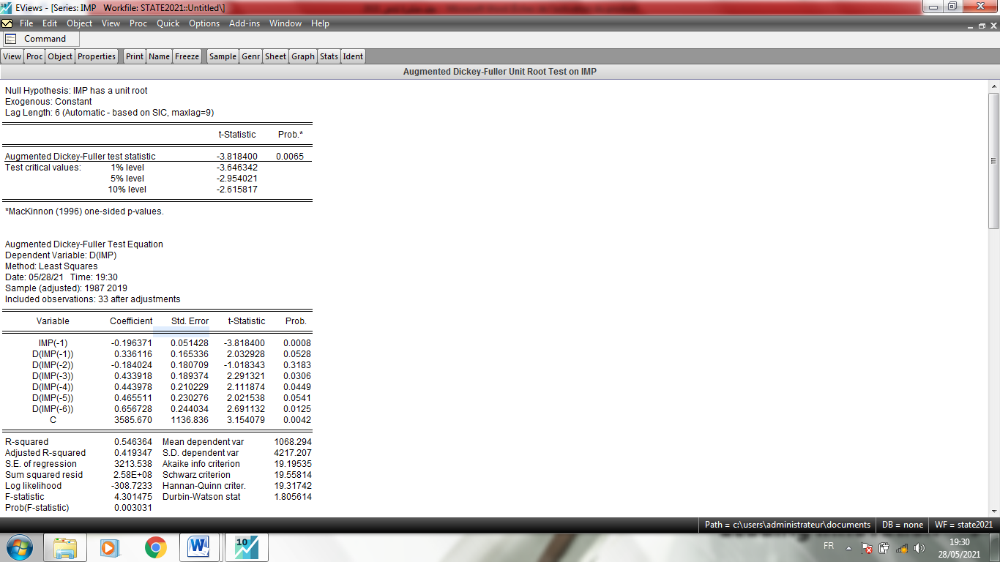 EViews - [Series: IMP Workfile: STATE2021::Untitled\]
File Edit Object View Proc Quick Options Add-ins Window Help
Command
View Proc Object Properties Print Name Freeze Sample Genr Sheet Graph Stats Ident
Augmented Dickey-Fuller Unit Root Test on IMP
Null Hypothesis: IMP has a unit root
Exogenous: Constant
Lag Length: 6 (Automatic - based on SIC, maxlag=9)
t-Statistic Prob.*
Augmented Dickey-Fuller test statistic -3.818400 0.0065
Test critical values: 1% level -3.646342
5% level -2.954021
10% level -2.615817
*MacKinnon (1996) one-sided p-values.
Augmented Dickey-Fuller Test Equation
Dependent Variable: D(IMP)
Method: Least Squares
Date: 05/28/21 Time: 19:30
Sample (adjusted): 1987 2019
Included observations: 33 after adjustments
Variable Coefficient Std. Error t-Statistic Prob.
IMP(-1) -0.196371 0.051428 -3.818400 0.0008
D(IMP(-1)) 0.336116 0.165336 2.032928 0.0528
D(IMP(-2)) -0.184024 0.180709 -1.018343 0.3183
D(IMP(-3)) 0.433918 0.189374 2.291321 0.0306
D(IMP(-4)) 0.443978 0.210229 2.111874 0.0449
D(IMP(-5)) 0.465511 0.230276 2.021538 0.0541
D(IMP(-6)) 0.656728 0.244034 2.691132 0.0125
C 3585.670 1136.836 3.154079 0.0042
R-squared 0.546364 Mean dependent var 1068.294
Adjusted R-squared 0.419347 S.D. dependent var 4217.207
S.E. of regression 3213.538 Akaike info criterion 19.19535
Sum squared resid 2.58E+08 Schwarz criterion 19.55814
Log likelihood -308.7233 Hannan-Quinn criter. 19.31742
F-statistic 4.301475 Durbin-Watson stat 1.805614
Prob(F-statistic) 0.003031
Path = c:\users\administrateur\documents DB = none WF = state2021
10
FR
19:30
28/05/2021